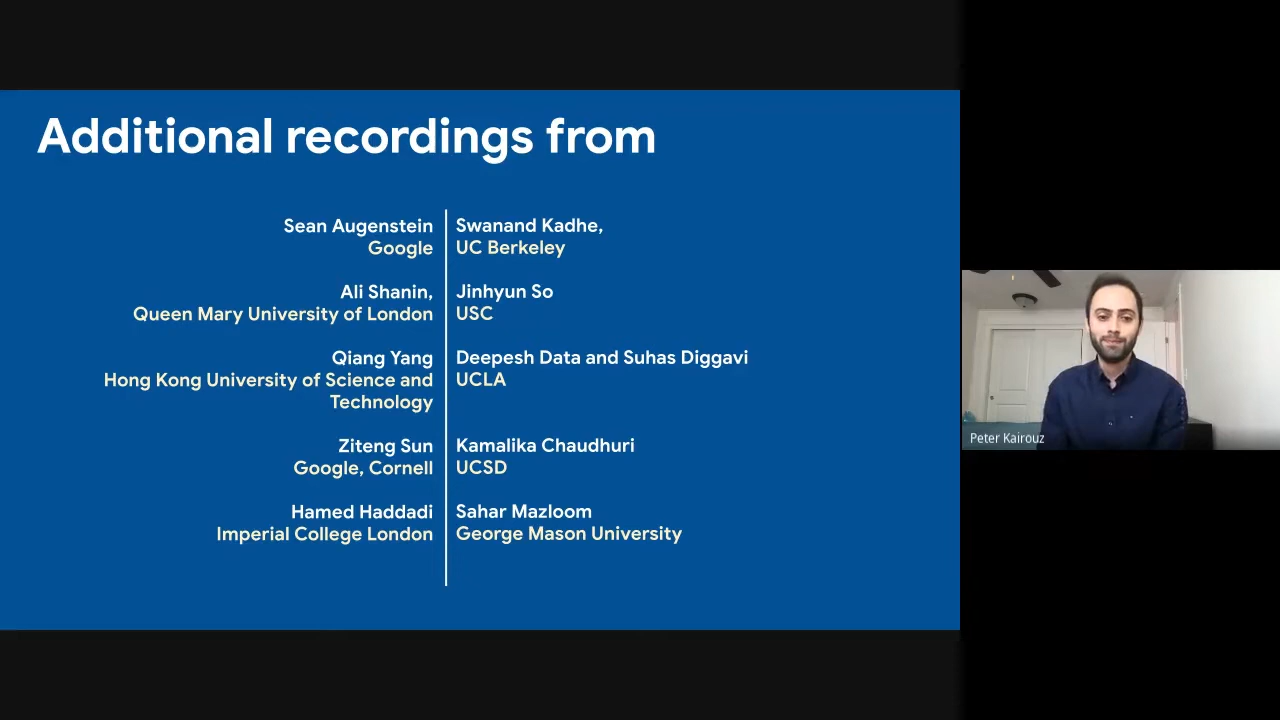 Additional recordings from
Sean Augenstein
Google
Ali Shanin,
Queen Mary University of London
Qiang Yang
Hong Kong University of Science and
Technology
Ziteng Sun
Google, Cornell
Hamed Haddadi
Imperial College London
Swanand Kadhe,
UC Berkeley
Jinhyun So
USC
Deepesh Data and Suhas Diggavi
UCLA
Kamalika Chaudhuri
UCSD
Sahar Mazloom
George Mason University
Peter Kairouz